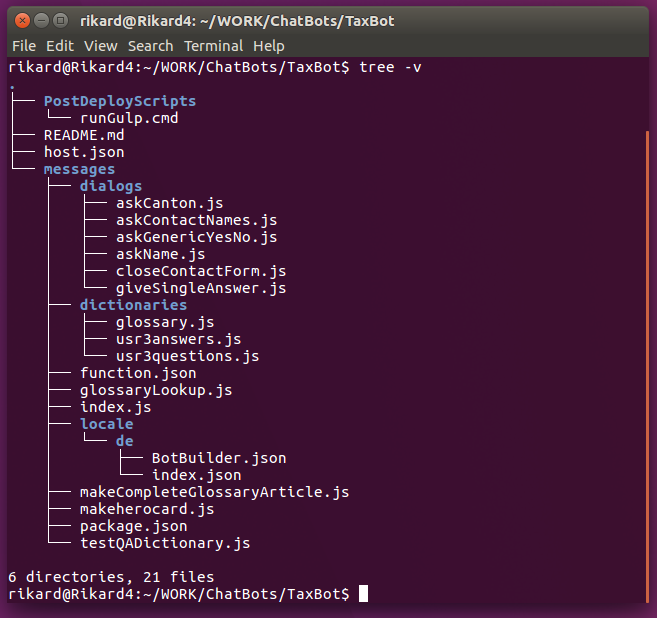 rikard@Rikard4: ~/WORK/ChatBots/TaxBot
File Edit View Search Terminal Help
rikard@Rikard4:~/WORK/ChatBots/TaxBot$ tree -v
.
├── PostDeployScripts
│   └── runGulp.cmd
├── README.md
├── host.json
└── messages
    ├── dialogs
    │   ├── askCanton.js
    │   ├── askContactNames.js
    │   ├── askGenericYesNo.js
    │   ├── askName.js
    │   ├── closeContactForm.js
    │   └── giveSingleAnswer.js
    ├── dictionaries
    │   ├── glossary.js
    │   ├── usr3answers.js
    │   └── usr3questions.js
    ├── function.json
    ├── glossaryLookup.js
    ├── index.js
    ├── locale
    │   └── de
    │       ├── BotBuilder.json
    │       └── index.json
    ├── makeCompleteGlossaryArticle.js
    ├── makeherocard.js
    ├── package.json
    └── testQADictionary.js
6 directories, 21 files
rikard@Rikard4:~/WORK/ChatBots/TaxBot$